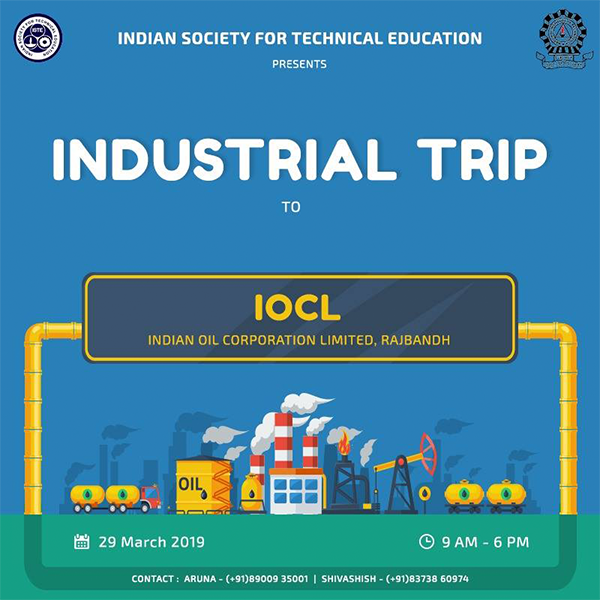 ISTE
INDIAN SOCIETY FOR TECHNICAL EDUCATION
PRESENTS
INDUSTRIAL TRIP
TO
IOCL
INDIAN OIL CORPORATION LIMITED, RAJBANDH
OIL
29 March 2019
9 AM - 6 PM
CONTACT : ARUNA - (+91)89009 35001 | SHIVASHISH - (+91)83738 60974